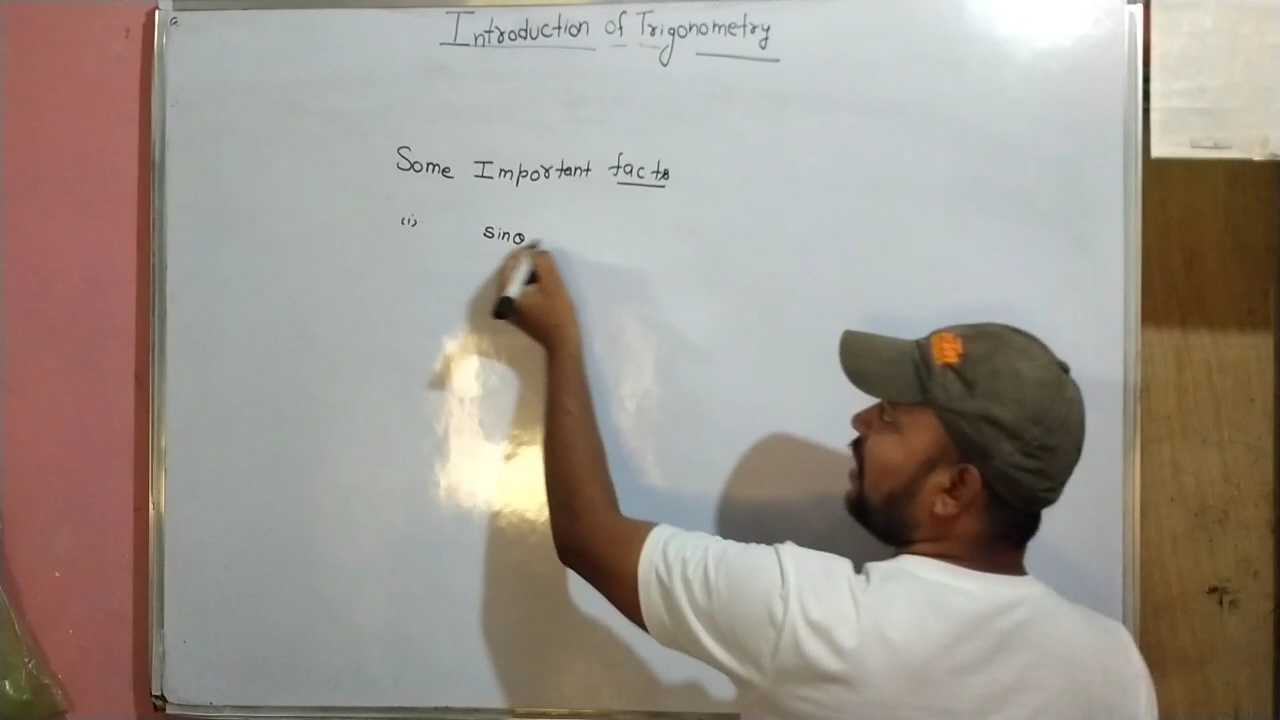 Introduction of Trigonometry
Some Important facts
(i) sinθ